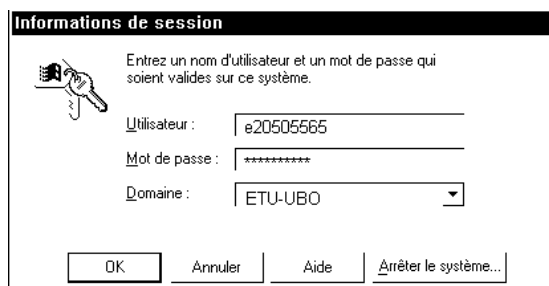 Informations de session
Entrez un nom d'utilisateur et un mot de passe qui
soient valides sur ce système.
Utilisateur : e20505565
Mot de passe : **********
Domaine : ETU-UBO
OK Annuler Aide Arrêter le système...